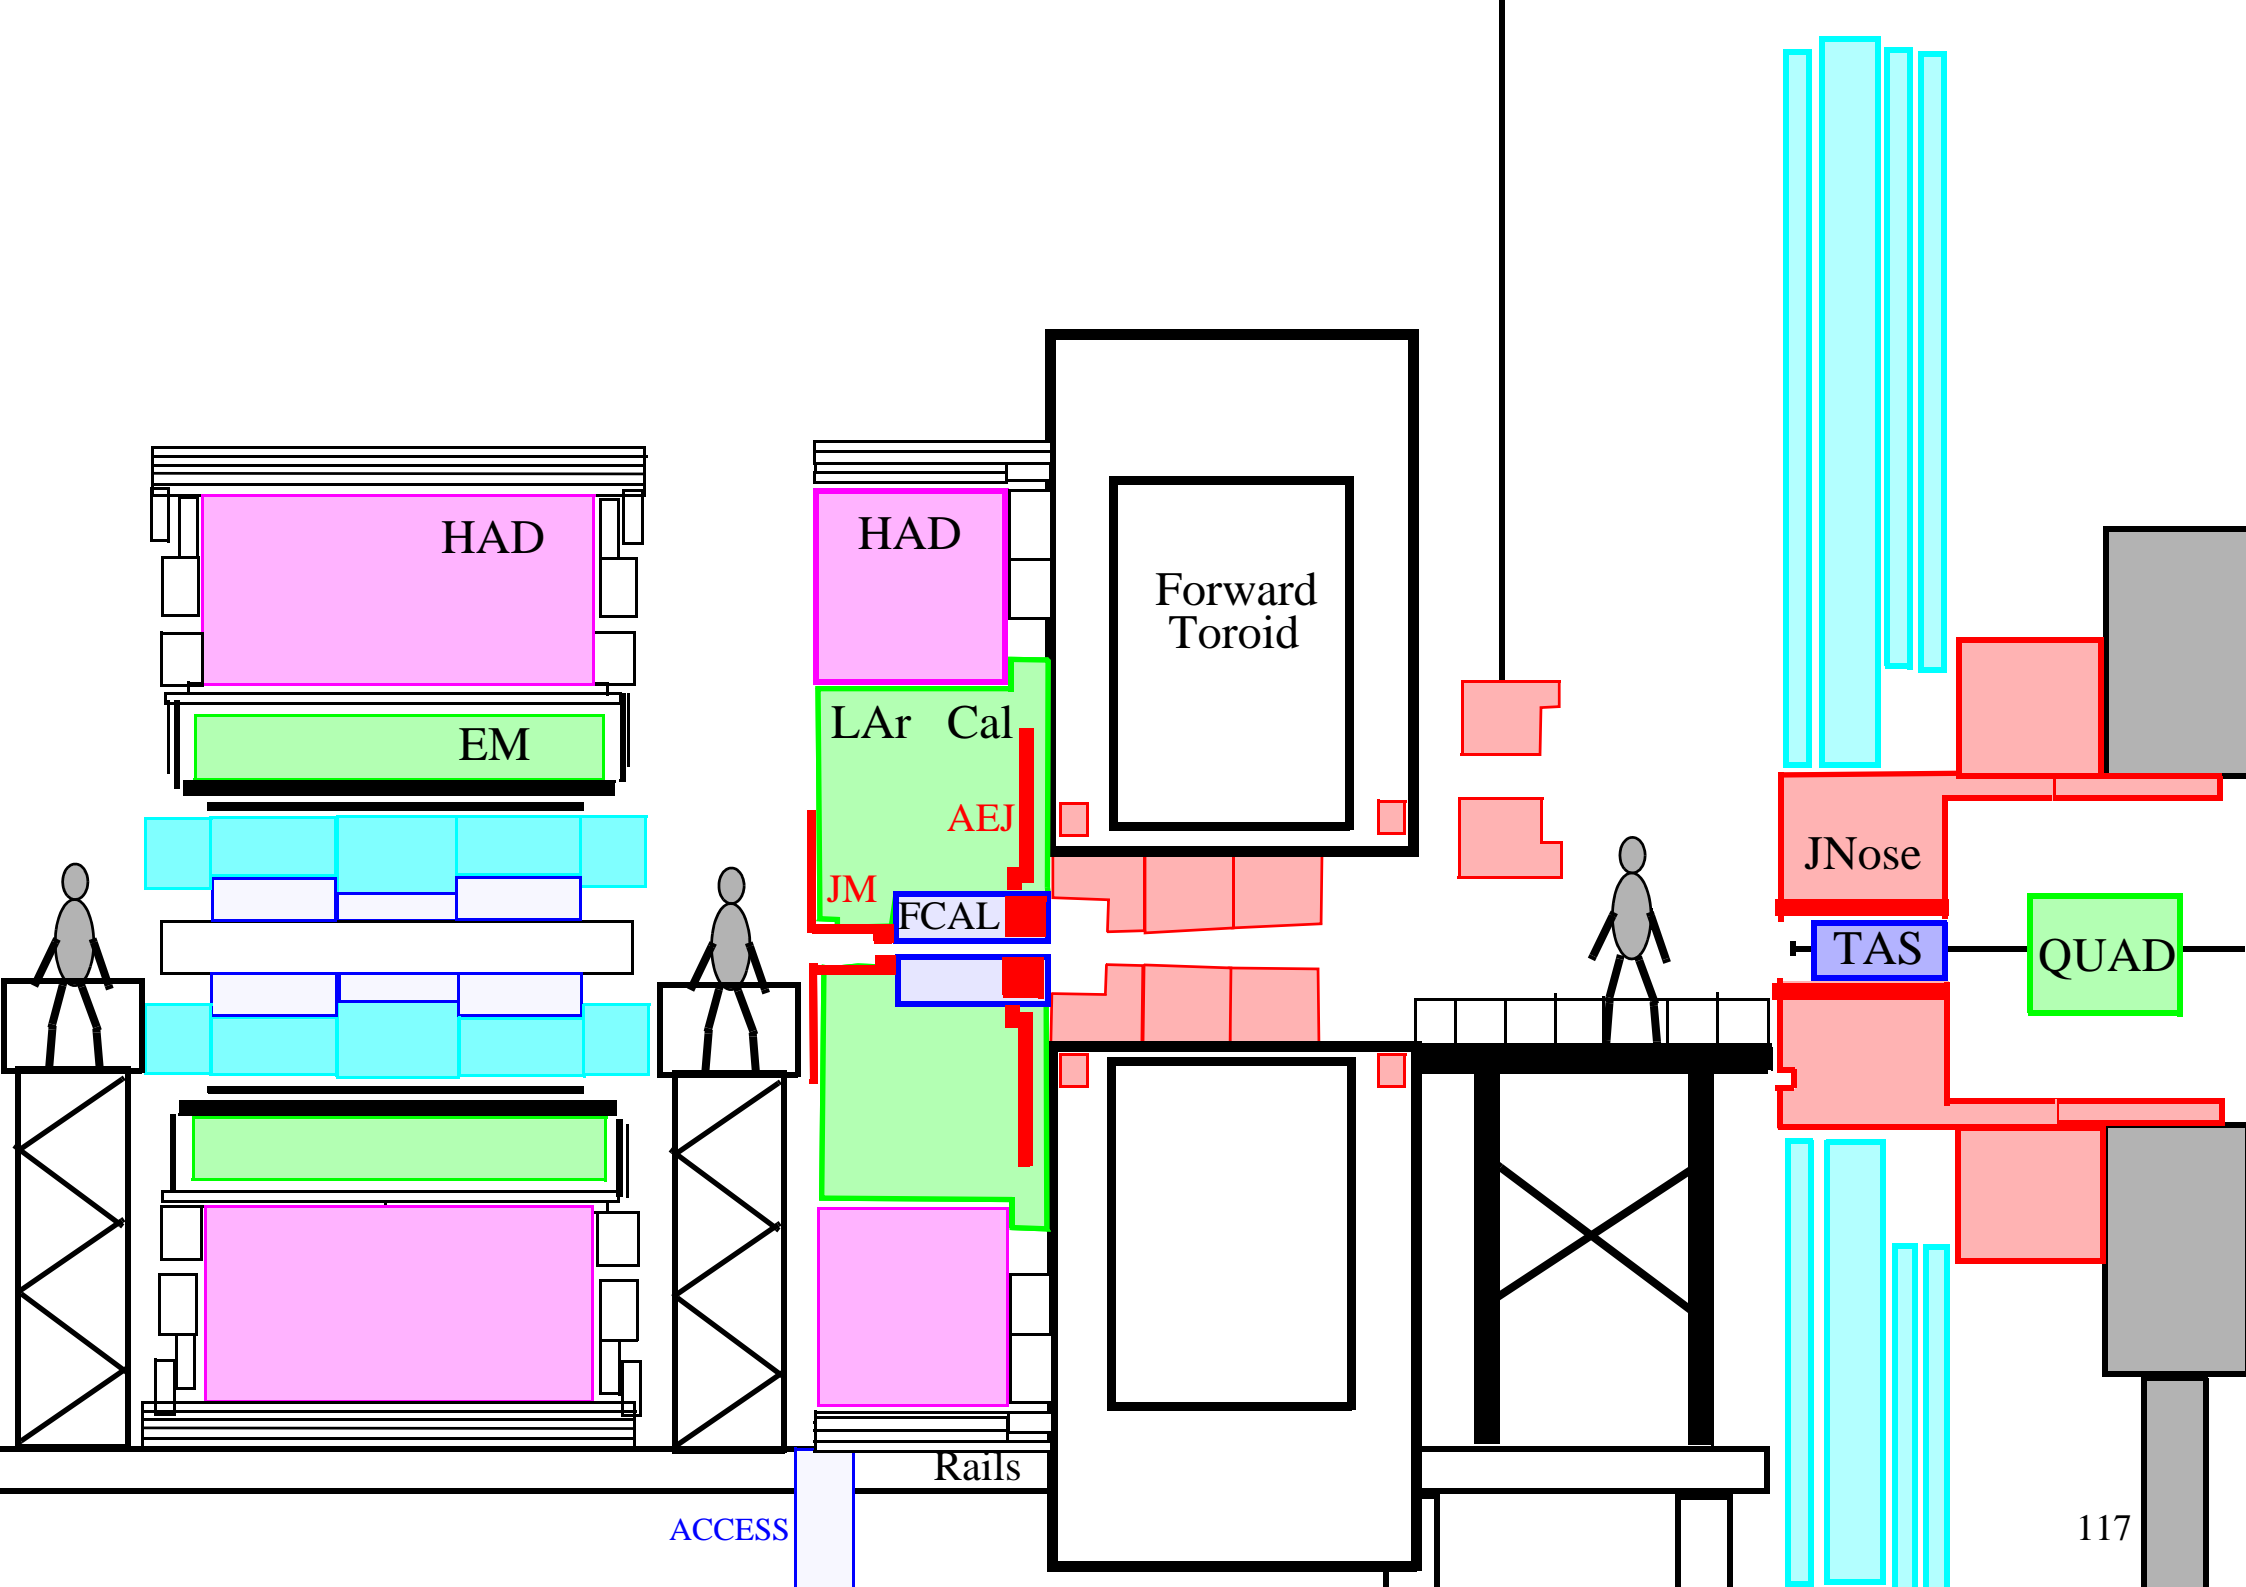 HAD
HAD
Forward
Toroid
LAr Cal
EM
AEJ
JNose
JM
FCAL
TAS
QUAD
Rails
ACCESS
117